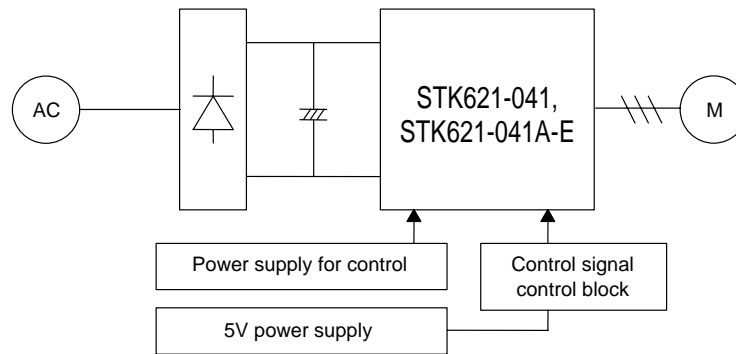 AC
STK621-041,
STK621-041A-E
M
Power supply for control
Control signal
control block
5V power supply